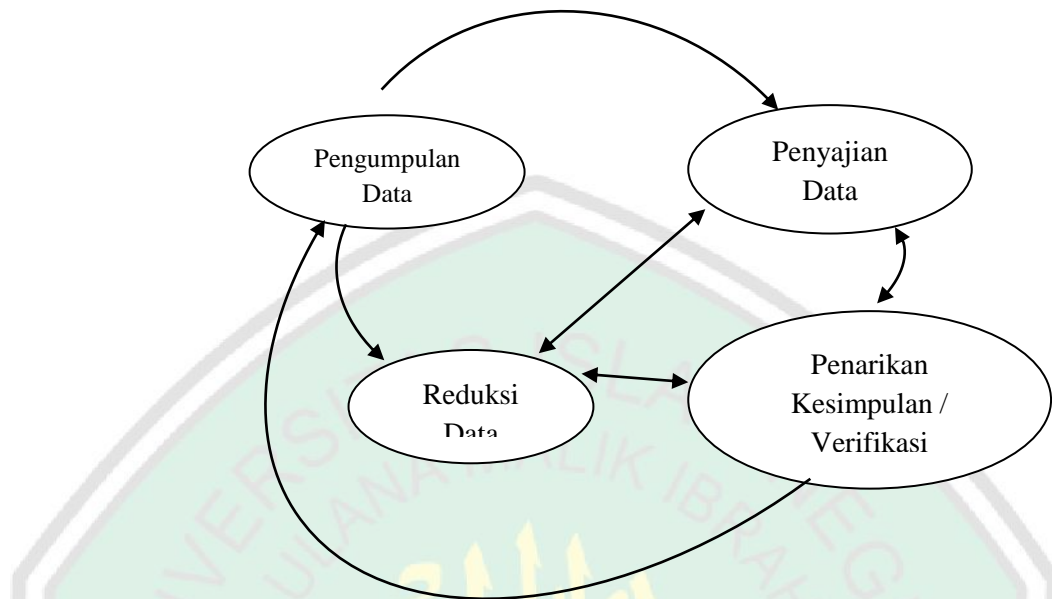 Pengumpulan
Data
Penyajian
Data
Reduksi
Data
Penarikan
Kesimpulan /
Verifikasi